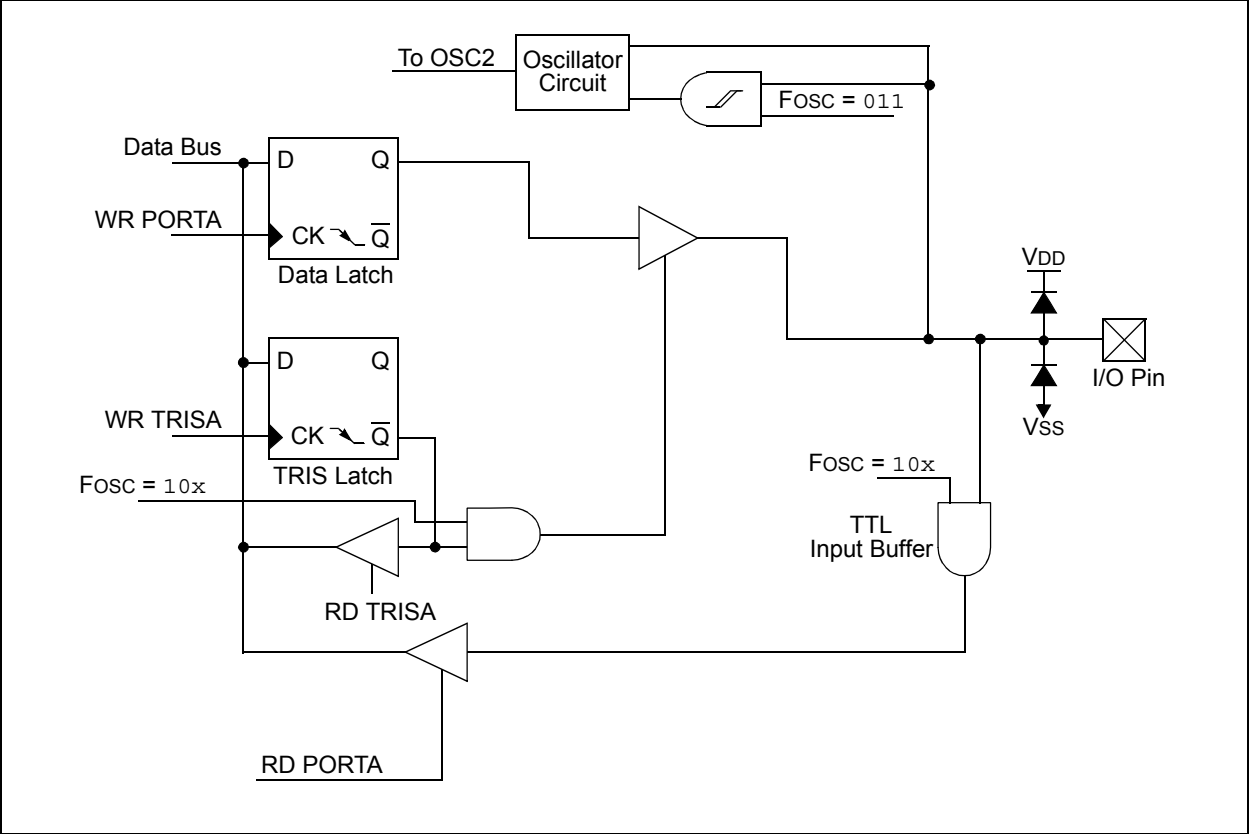 To OSC2
Oscillator
Circuit
FOSC = 011
Data Bus
D
Q
WR PORTA
CK
Q
Data Latch
VDD
D
Q
I/O Pin
WR TRISA
CK
Q
VSS
TRIS Latch
FOSC = 10x
FOSC = 10x
TTL
Input Buffer
RD TRISA
RD PORTA